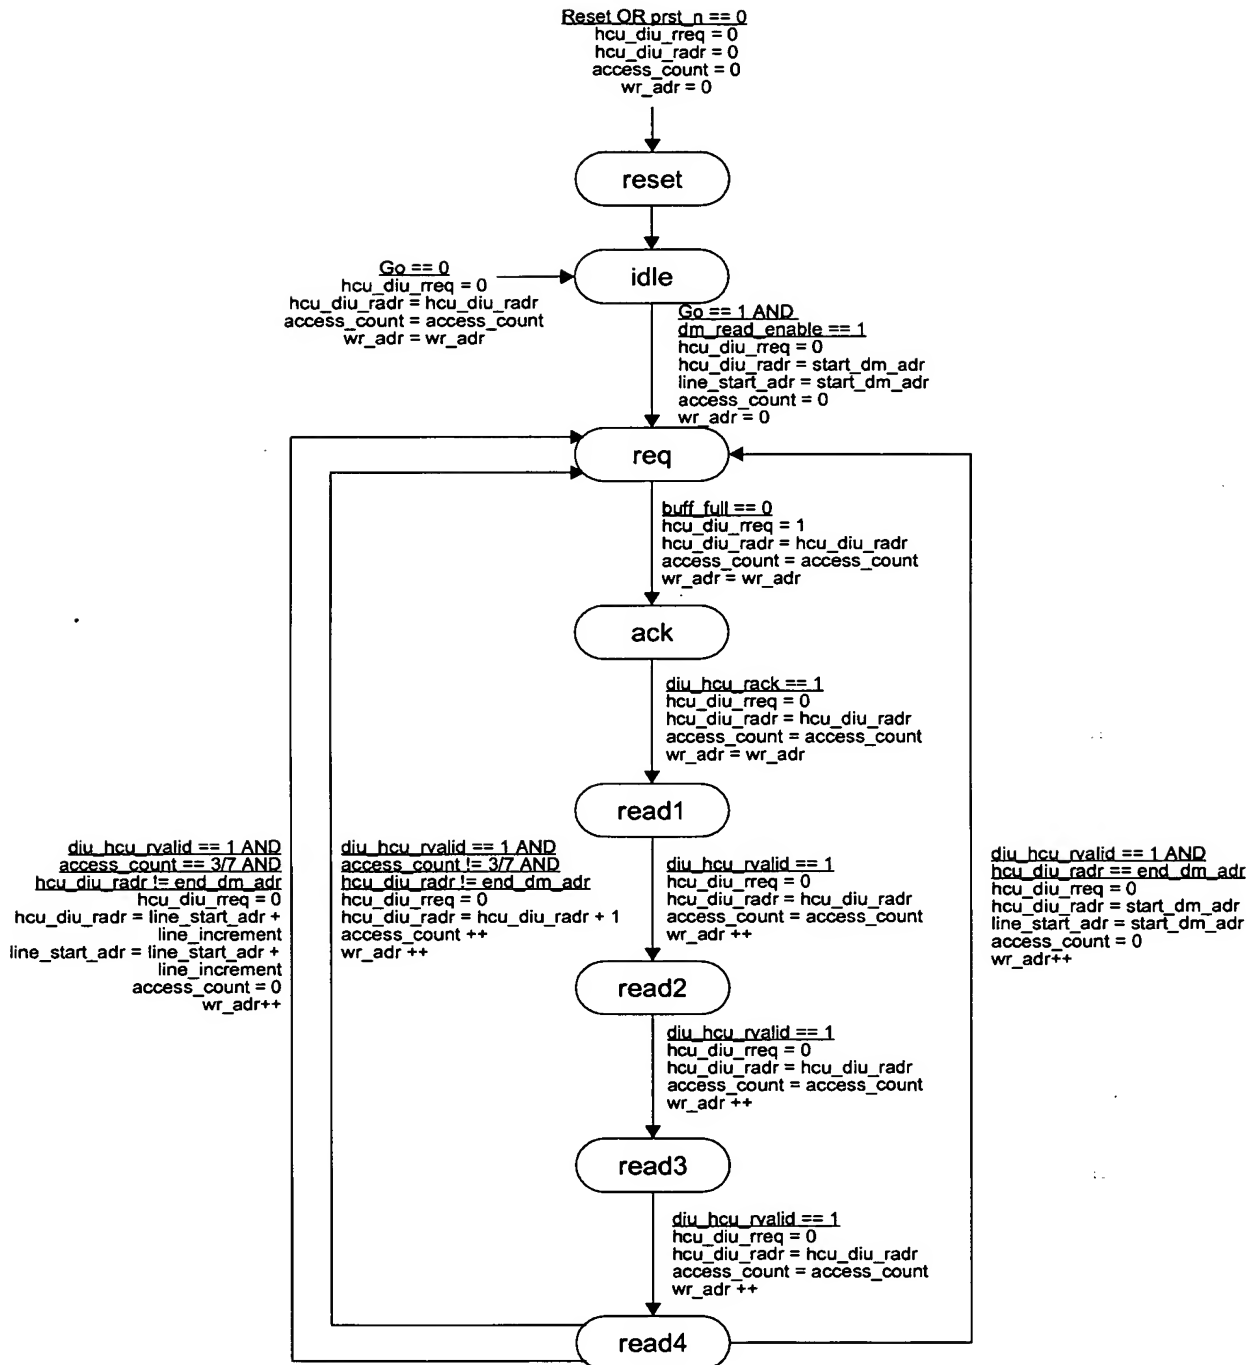 Reset OR prst_n == 0
hcu_diu_rreq = 0
hcu_diu_radr = 0
access_count = 0
wr_adr = 0
reset
idle
Go == 0
hcu_diu_rreq = 0
hcu_diu_radr = hcu_diu_radr
access_count = access_count
wr_adr = wr_adr
Go == 1 AND
dm_read_enable == 1
hcu_diu_rreq = 0
hcu_diu_radr = start_dm_adr
line_start_adr = start_dm_adr
access_count = 0
wr_adr = 0
req
buff_full == 0
hcu_diu_rreq = 1
hcu_diu_radr = hcu_diu_radr
access_count = access_count
wr_adr = wr_adr
ack
diu_hcu_rack == 1
hcu_diu_rreq = 0
hcu_diu_radr = hcu_diu_radr
access_count = access_count
wr_adr = wr_adr
read1
diu_hcu_rvalid == 1 AND
access_count == 3/7 AND
hcu_diu_radr != end_dm_adr
hcu_diu_rreq = 0
hcu_diu_radr = line_start_adr +
line_increment
line_start_adr = line_start_adr +
line_increment
access_count = 0
wr_adr++
diu_hcu_rvalid == 1 AND
access_count != 3/7 AND
hcu_diu_radr != end_dm_adr
hcu_diu_rreq = 0
hcu_diu_radr = hcu_diu_radr + 1
access_count ++
wr_adr ++
diu_hcu_rvalid == 1
hcu_diu_rreq = 0
hcu_diu_radr = hcu_diu_radr
access_count = access_count
wr_adr ++
diu_hcu_rvalid == 1 AND
hcu_diu_radr == end_dm_adr
hcu_diu_rreq = 0
hcu_diu_radr = start_dm_adr
line_start_adr = start_dm_adr
access_count = 0
wr_adr++
read2
diu_hcu_rvalid == 1
hcu_diu_rreq = 0
hcu_diu_radr = hcu_diu_radr
access_count = access_count
wr_adr ++
read3
diu_hcu_rvalid == 1
hcu_diu_rreq = 0
hcu_diu_radr = hcu_diu_radr
access_count = access_count
wr_adr ++
read4